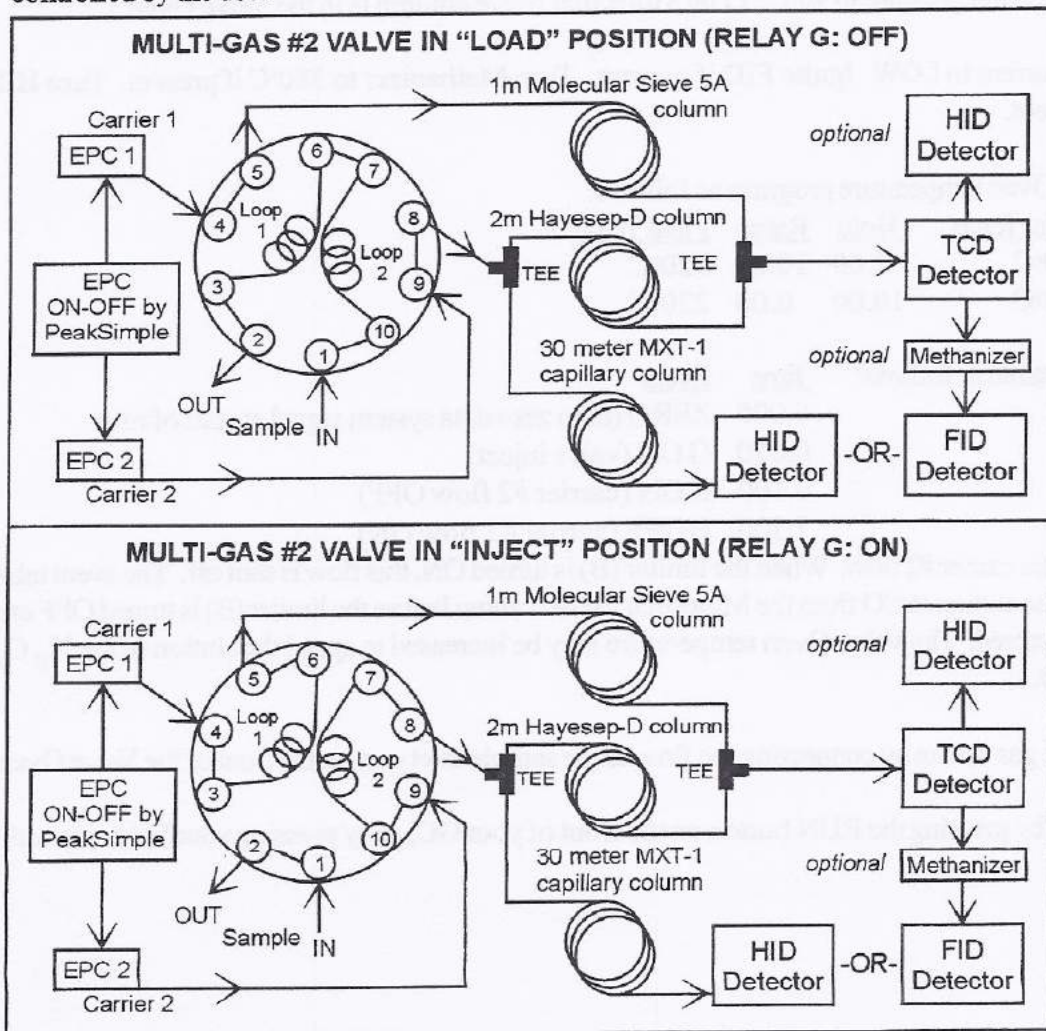 MULTI-GAS #2 VALVE IN “LOAD” POSITION (RELAY G: OFF)
1m Molecular Sieve 5A
column
Carrier 1
EPC 1
optional
HID
Detector
6
7
5
4
8
Loop
1
Loop
2
3
9
2
10
1
2m Hayesep-D column
TEE
TEE
TCD
Detector
EPC
ON-OFF by
PeakSimple
30 meter MXT-1
capillary column
optional
Methanizer
OUT
Sample IN
EPC 2
Carrier 2
HID
Detector
-OR-
FID
Detector
MULTI-GAS #2 VALVE IN “INJECT” POSITION (RELAY G: ON)
1m Molecular Sieve 5A
column
Carrier 1
EPC 1
optional
HID
Detector
6
7
5
4
8
Loop
1
Loop
2
3
9
2
10
1
2m Hayesep-D column
TEE
TEE
TCD
Detector
EPC
ON-OFF by
PeakSimple
30 meter MXT-1
capillary column
optional
Methanizer
OUT
Sample IN
EPC 2
Carrier 2
HID
Detector
-OR-
FID
Detector